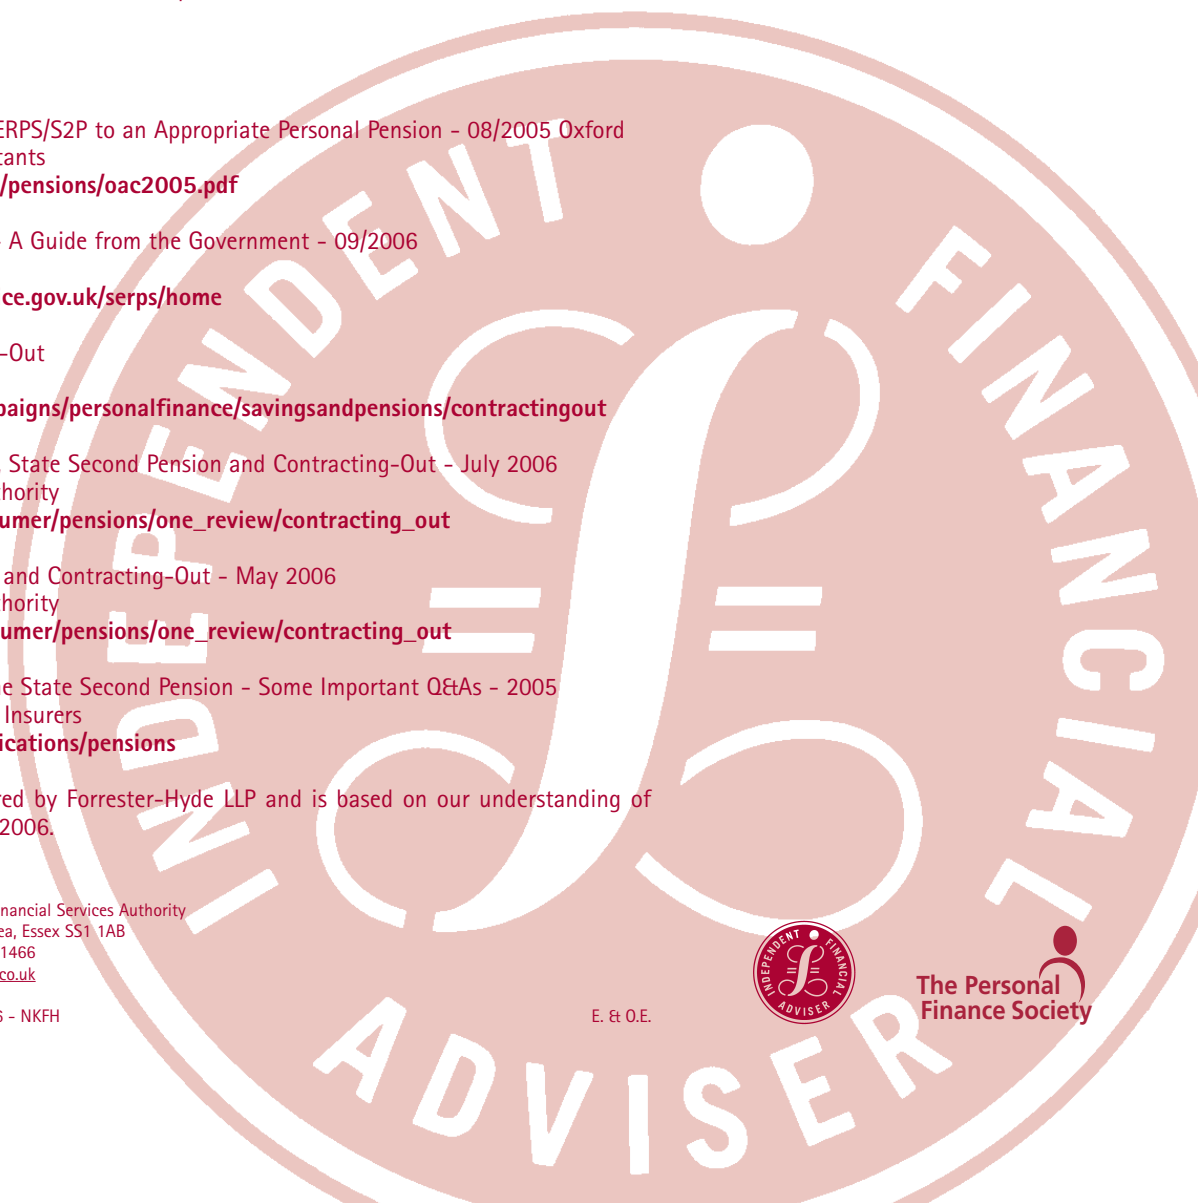 ERPS/S2P to an Appropriate Personal Pension - 08/2005 Oxford
tants
/pensions/oac2005.pdf
- A Guide from the Government - 09/2006
ce.gov.uk/serps/home
-Out
paigns/personalfinance/savingsandpensions/contractingout
State Second Pension and Contracting-Out - July 2006
thority
umer/pensions/one_review/contracting_out
and Contracting-Out - May 2006
thority
umer/pensions/one_review/contracting_out
e State Second Pension - Some Important Q&As - 2005
Insurers
ications/pensions
red by Forrester-Hyde LLP and is based on our understanding of
2006.
nancial Services Authority
ea, Essex SS1 1AB
1466
co.uk
6 - NKFH
E. & O.E.
INDEPENDENT FINANCIAL
ADVISER
The Personal
Finance Society
INDEPENDENT FINANCIAL
ADVISER